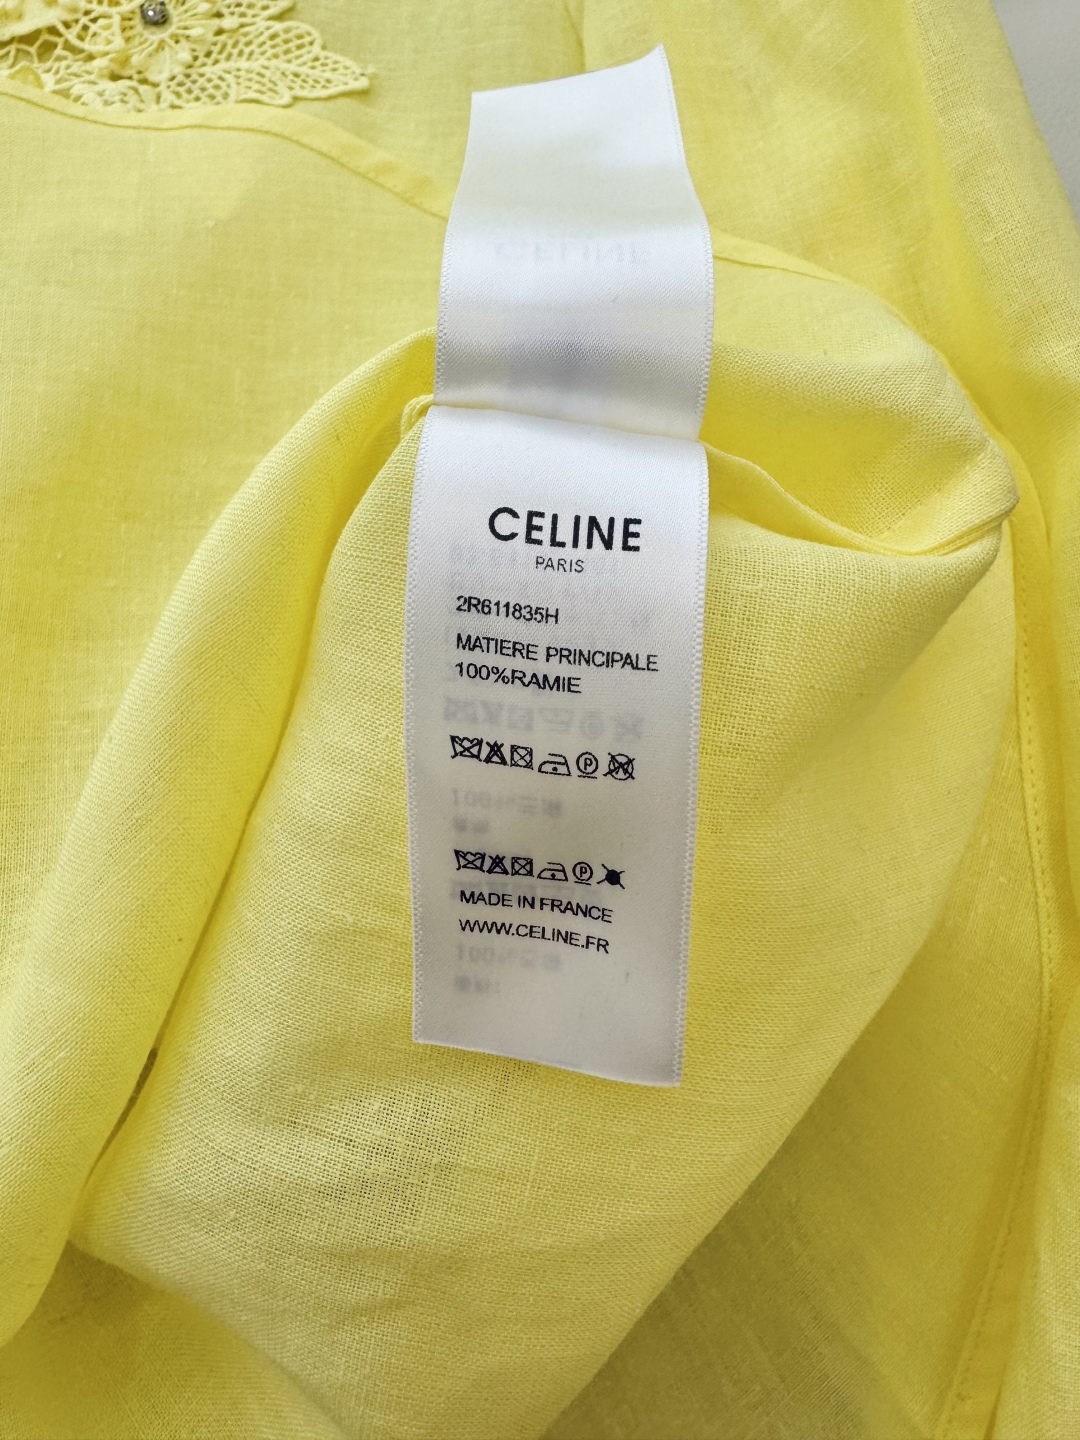 CELINE
PARIS
2R611835H
MATIERE PRINCIPALE
100%RAMIE
MADE IN FRANCE
WWW.CELINE.FR